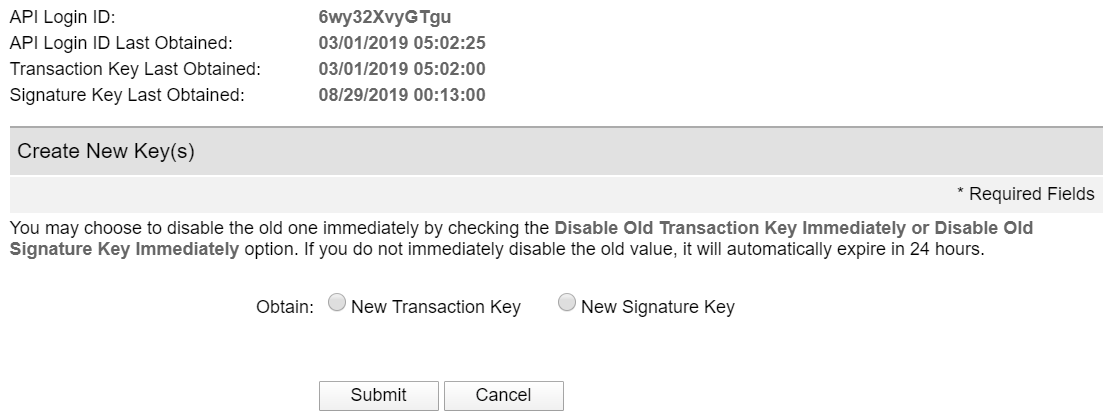 API Login ID: 6wy32XvyGTgu
API Login ID Last Obtained: 03/01/2019 05:02:25
Transaction Key Last Obtained: 03/01/2019 05:02:00
Signature Key Last Obtained: 08/29/2019 00:13:00
Create New Key(s)
* Required Fields
You may choose to disable the old one immediately by checking the Disable Old Transaction Key Immediately or Disable Old
Signature Key Immediately option. If you do not immediately disable the old value, it will automatically expire in 24 hours.
Obtain: New Transaction Key New Signature Key
Submit Cancel